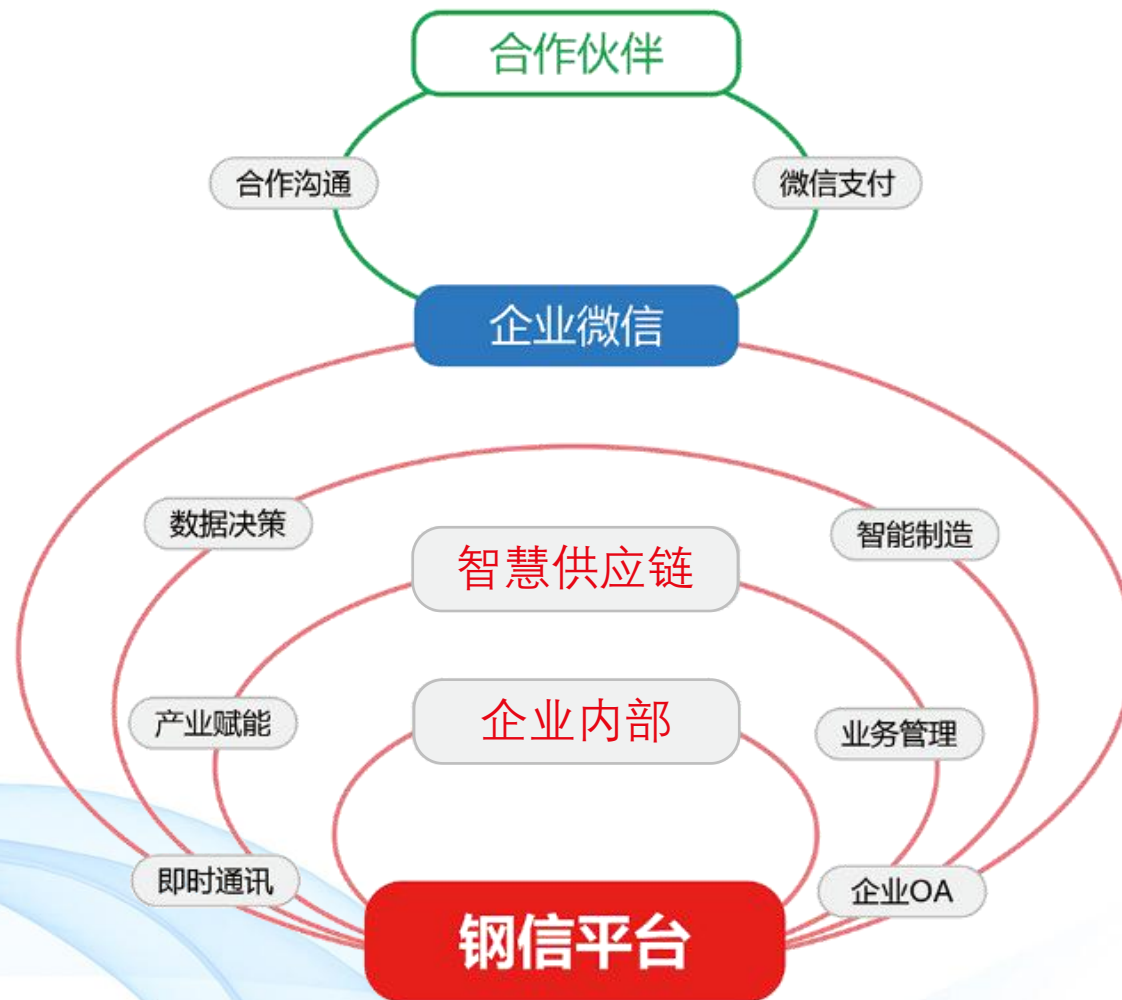 合作伙伴
合作沟通
微信支付
企业微信
数据决策
智能制造
智慧供应链
企业内部
产业赋能
业务管理
即时通讯
企业OA
钢信平台